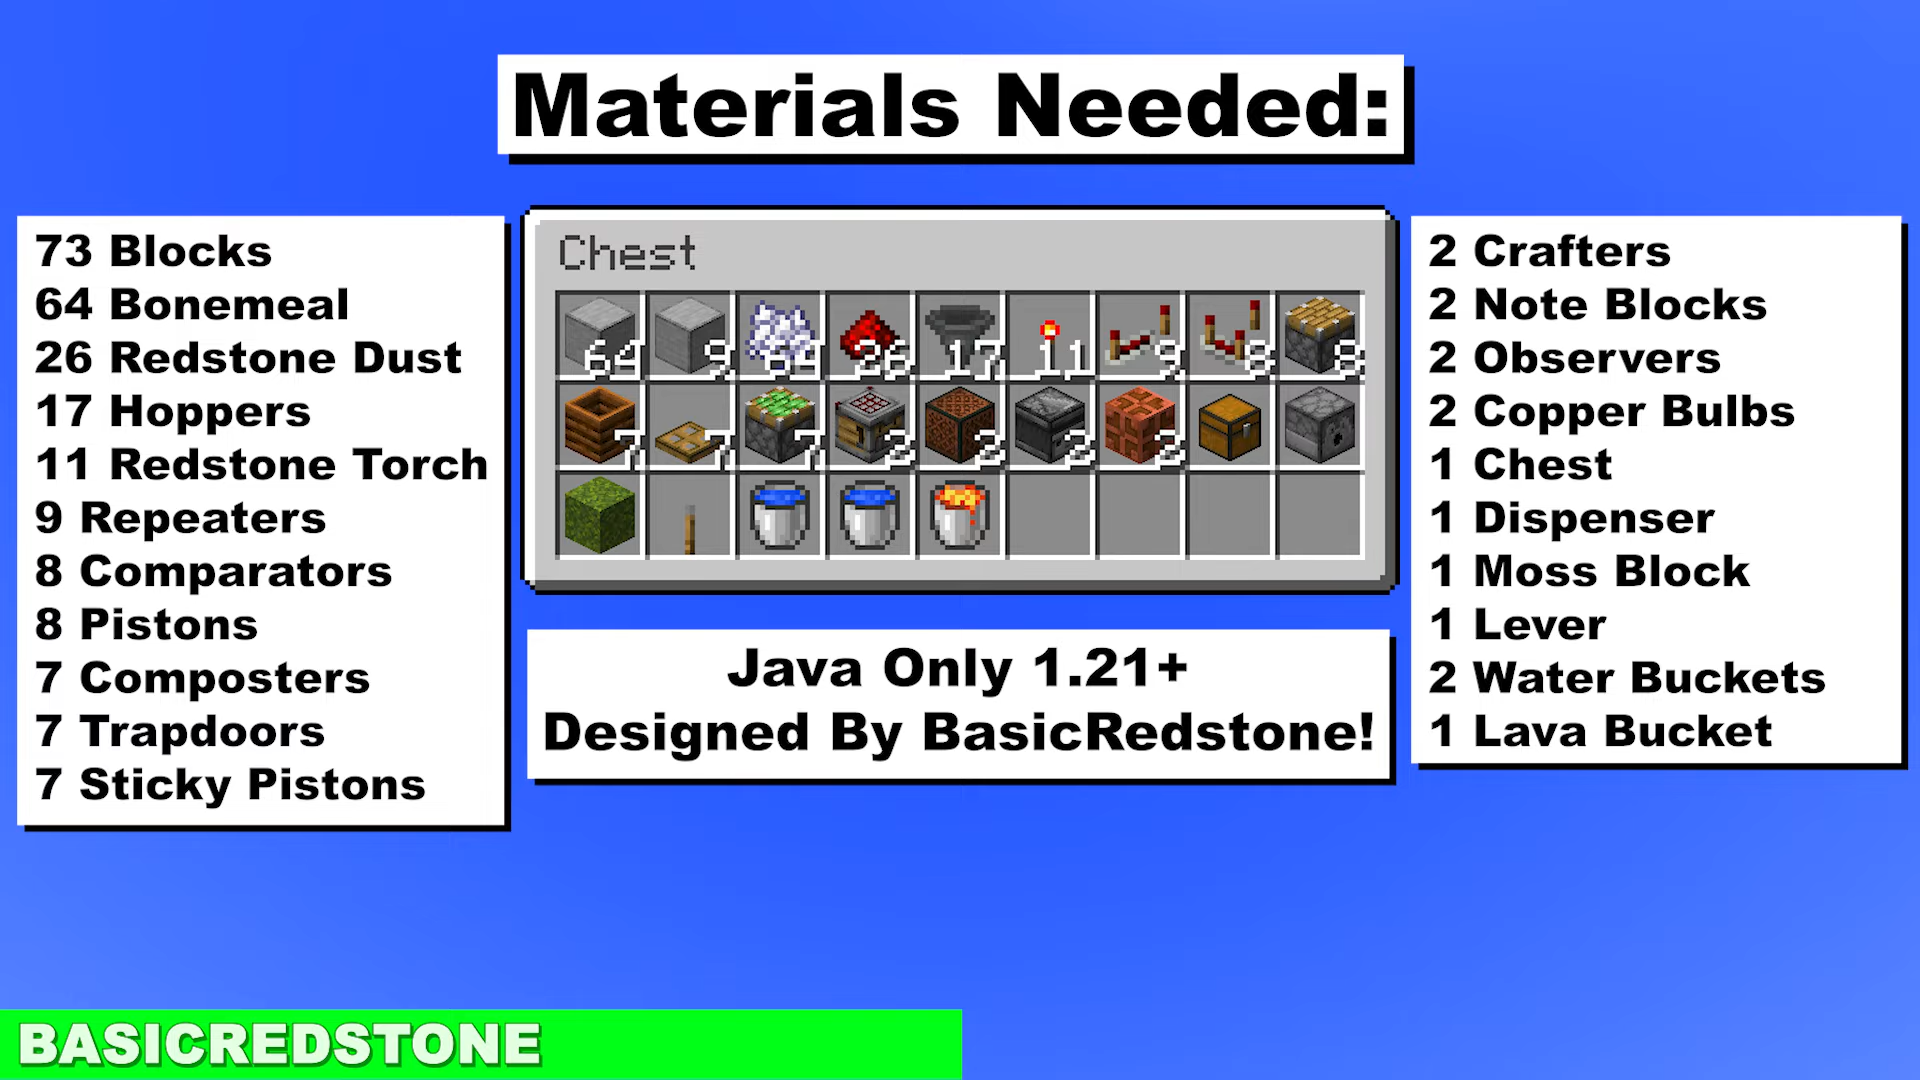 Materials Needed:
73 Blocks
64 Bonemeal
26 Redstone Dust
17 Hoppers
11 Redstone Torch
9 Repeaters
8 Comparators
8 Pistons
7 Composters
7 Trapdoors
7 Sticky Pistons
Chest
64 9 64 26 17 11 9 8 8
7 7 7 2 2 2 2
Java Only 1.21+
Designed By BasicRedstone!
2 Crafters
2 Note Blocks
2 Observers
2 Copper Bulbs
1 Chest
1 Dispenser
1 Moss Block
1 Lever
2 Water Buckets
1 Lava Bucket
BASICREDSTONE